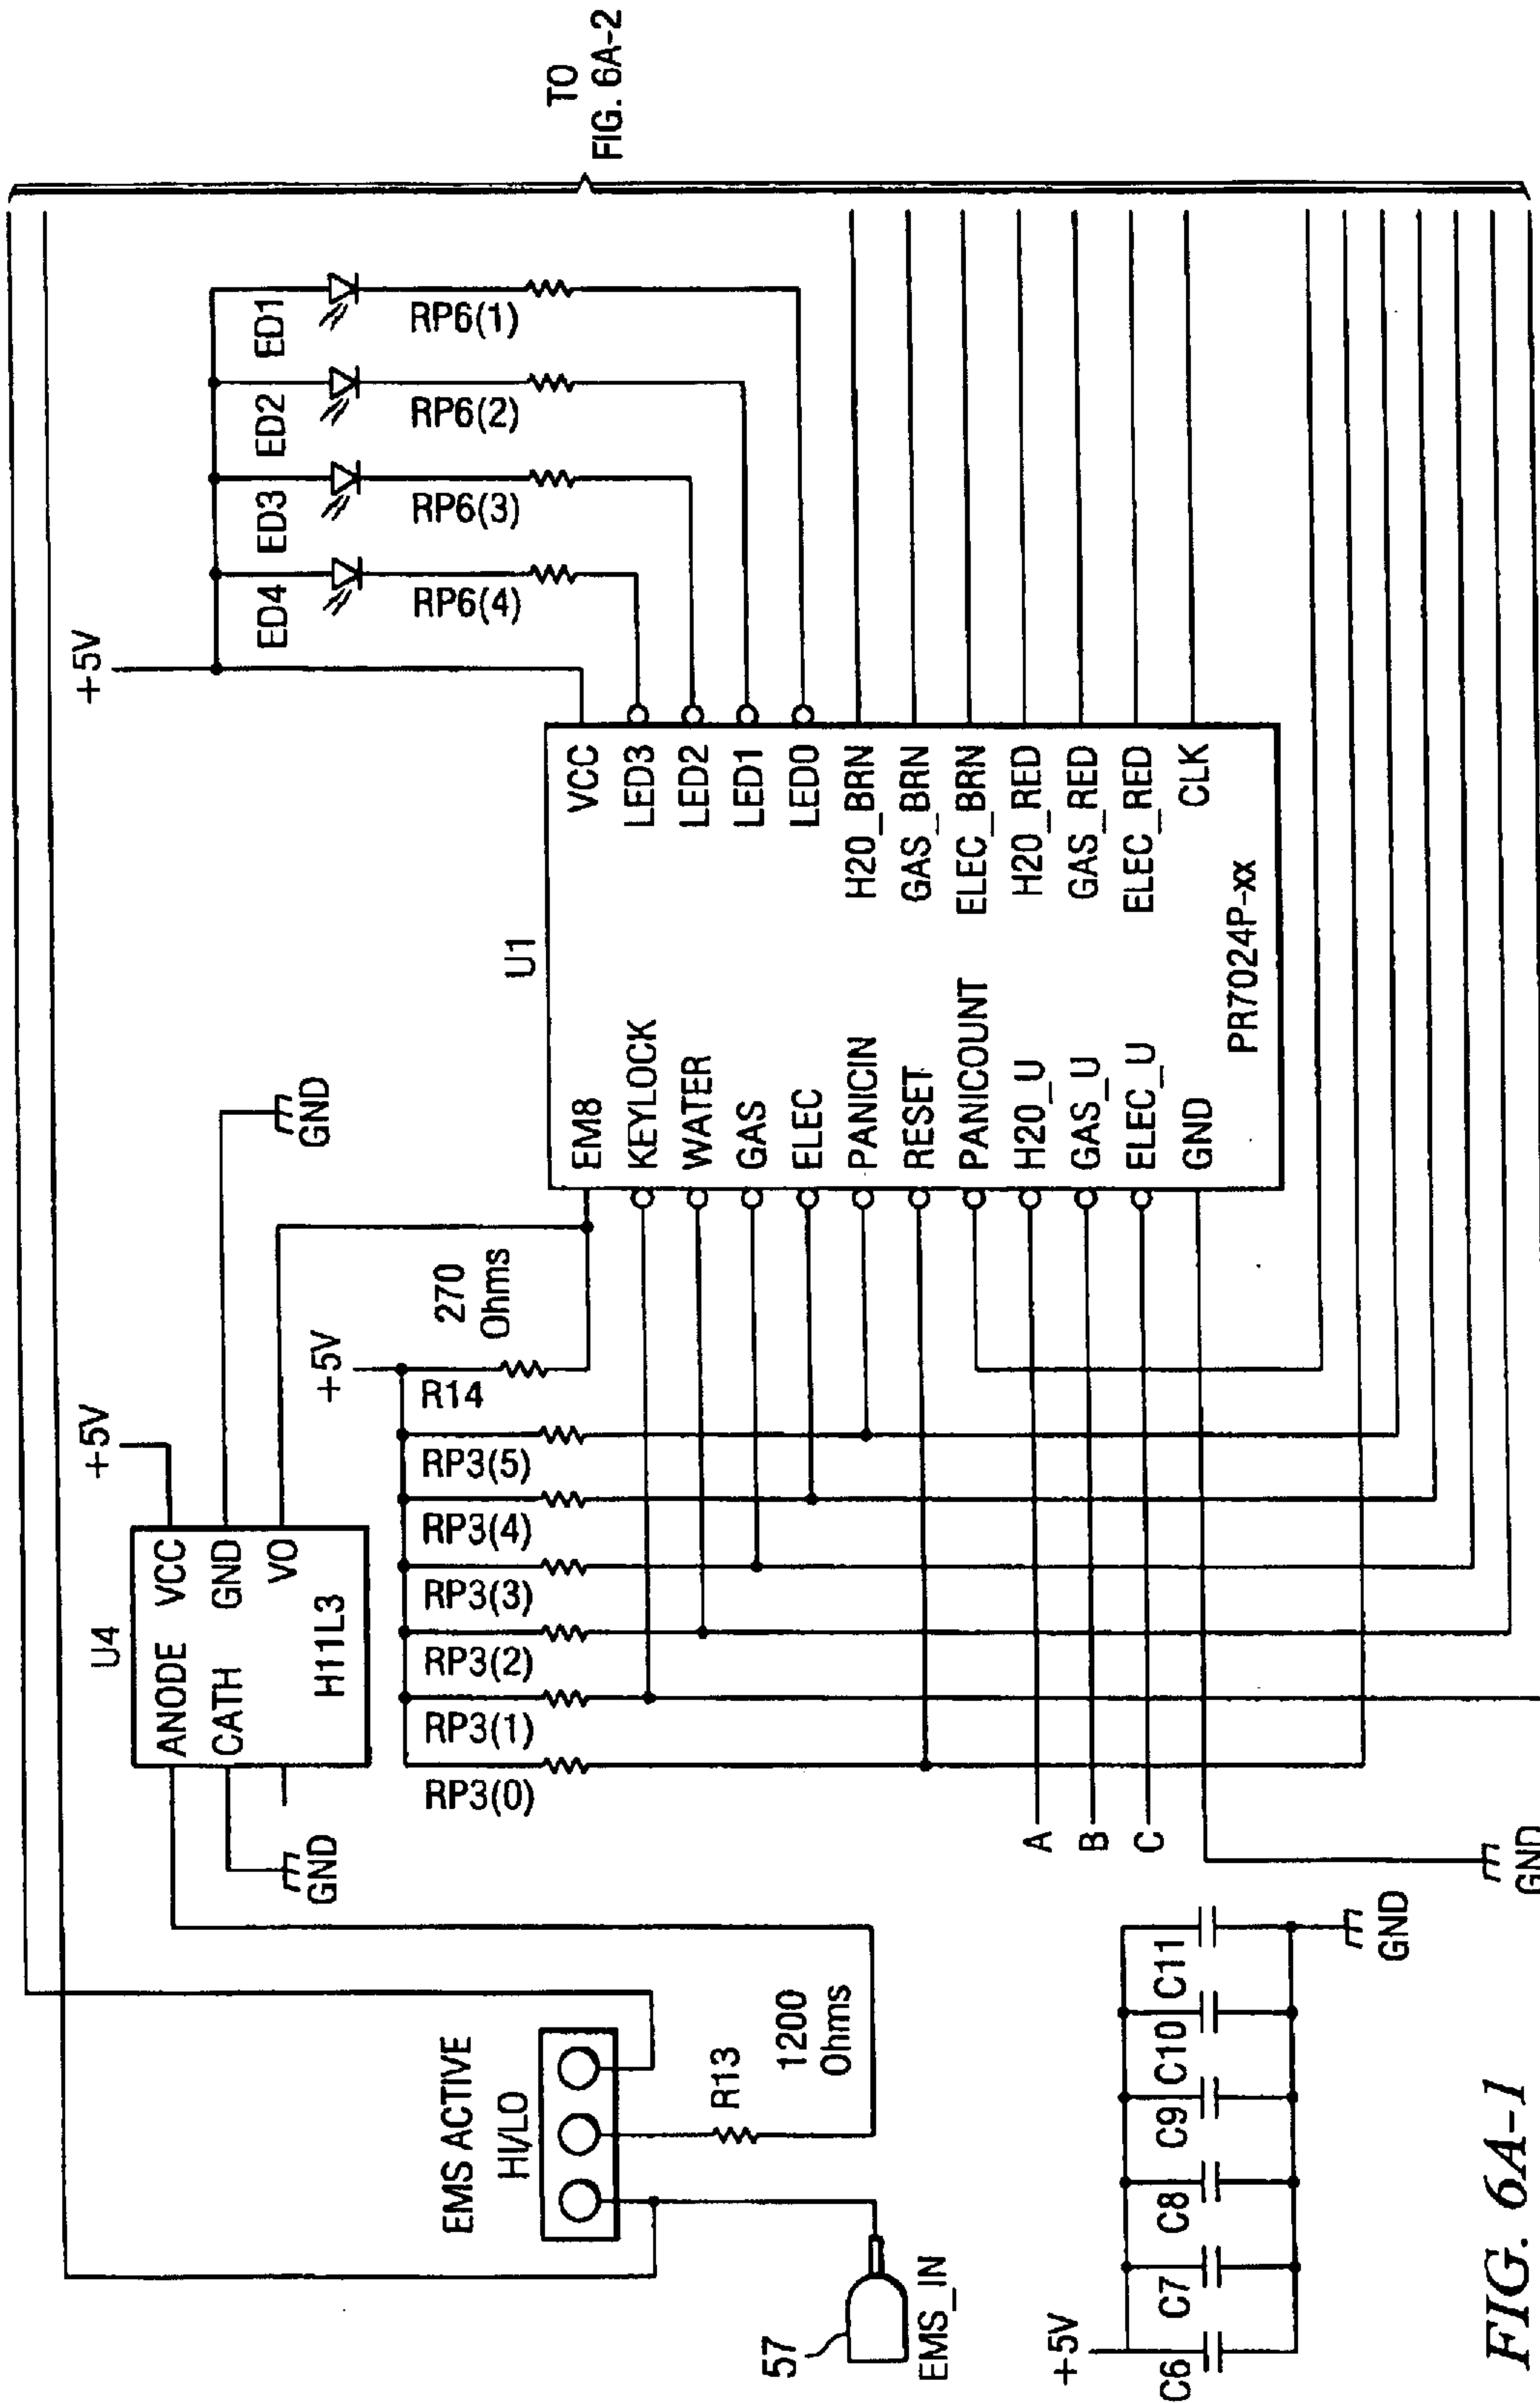 TO
FIG. 6A-2
+5V
ED4
ED3
ED2
ED1
RP6(4)
RP6(3)
RP6(2)
RP6(1)
U4
ANODE VCC
CATH GND
VO
H11L3
+5V
GND
GND
EMS ACTIVE
HI/LO
R13
1200
Ohms
57
EMS_IN
+5V
R14
270
Ohms
RP3(0)
RP3(1)
RP3(2)
RP3(3)
RP3(4)
RP3(5)
U1
EM8
KEYLOCK
WATER
GAS
ELEC
PANICIN
RESET
PANICOUNT
H20_U
GAS_U
ELEC_U
GND
VCC
LED3
LED2
LED1
LED0
H20_BRN
GAS_BRN
ELEC_BRN
H20_RED
GAS_RED
ELEC_RED
CLK
PR7024P-xx
A
B
C
GND
+5V
C6
C7
C8
C9
C10
C11
GND
FIG. 6A-1